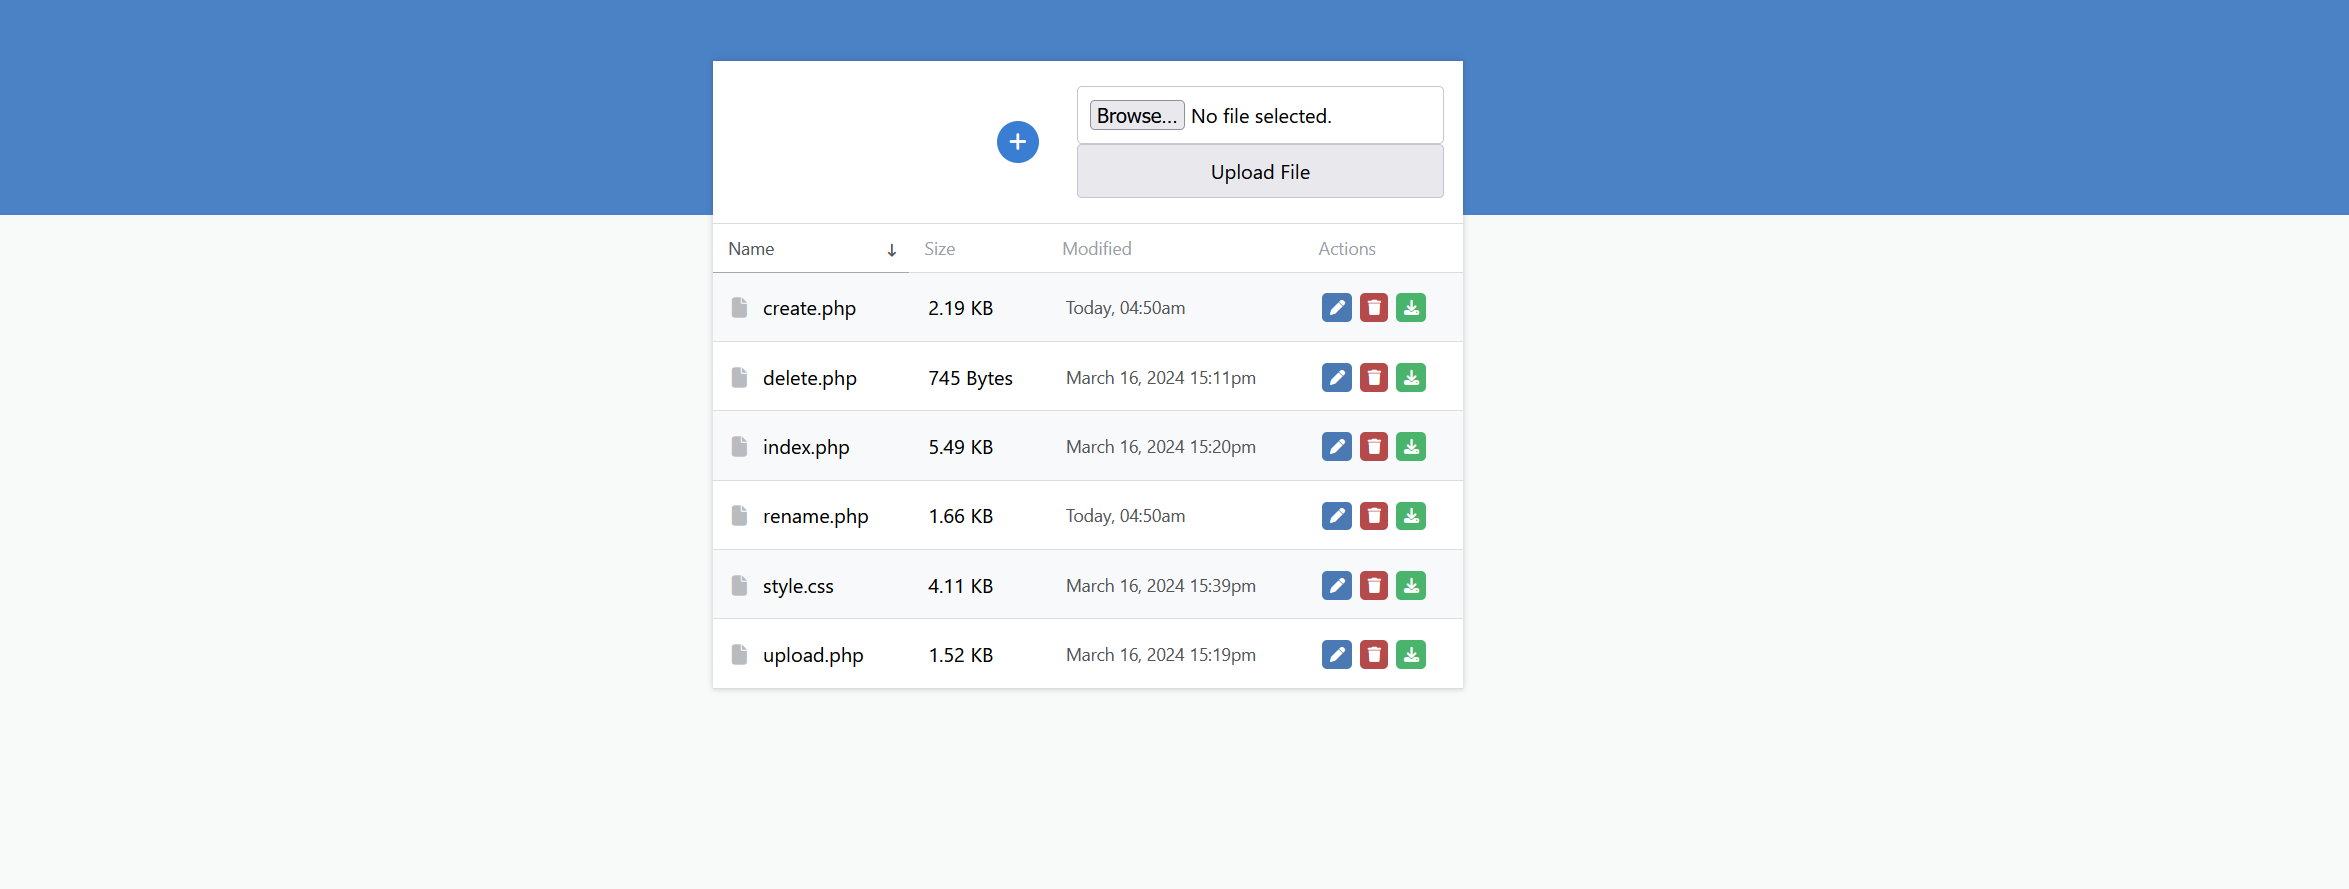 Browse... No file selected.
Upload File
Name Size Modified Actions
create.php 2.19 KB Today, 04:50am
delete.php 745 Bytes March 16, 2024 15:11pm
index.php 5.49 KB March 16, 2024 15:20pm
rename.php 1.66 KB Today, 04:50am
style.css 4.11 KB March 16, 2024 15:39pm
upload.php 1.52 KB March 16, 2024 15:19pm